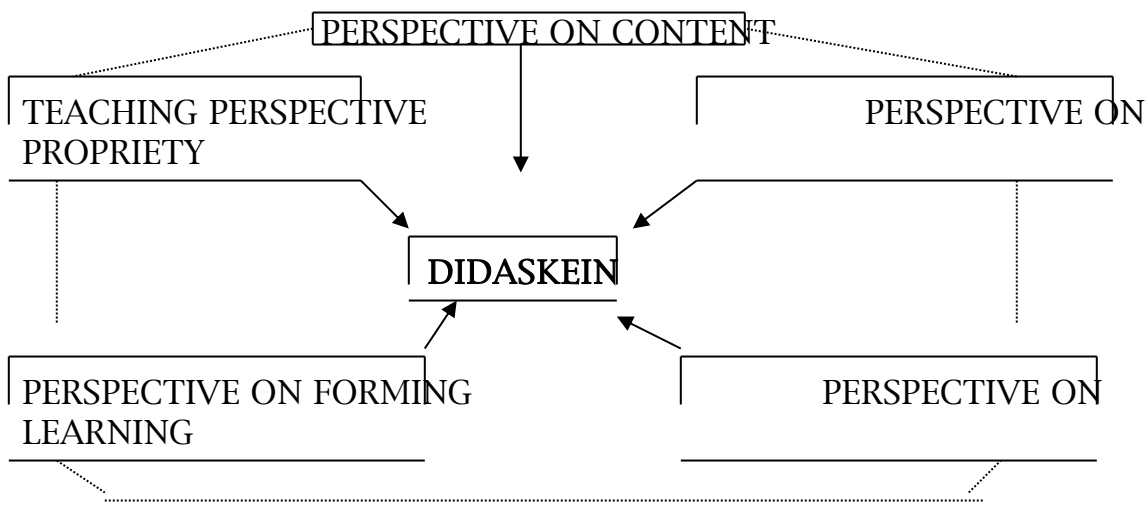 PERSPECTIVE ON CONTENT
TEACHING PERSPECTIVE
PROPRIETY
PERSPECTIVE ON
DIDASKEIN
PERSPECTIVE ON FORMING
LEARNING
PERSPECTIVE ON